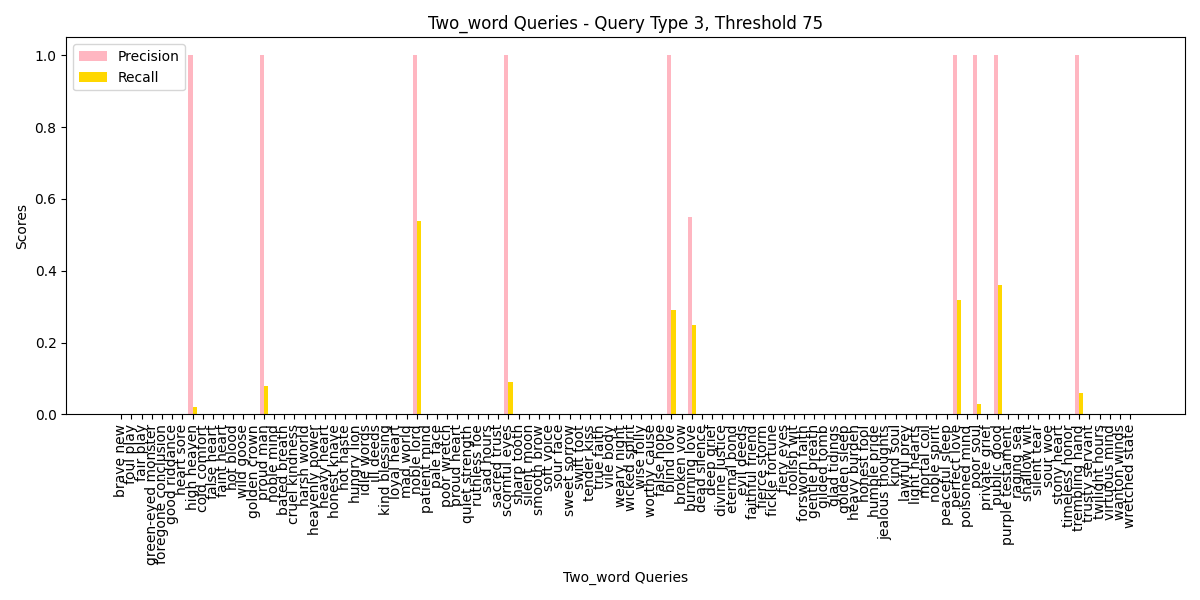 Two_word Queries - Query Type 3, Threshold 75
Precision
Recall
Scores
1.0
0.8
0.6
0.4
0.2
0.0
brave new
foul play
fair play
green-eyed monster
foregone conclusion
good riddance
heart sore
high heaven
cold comfort
false heart
faint heart
hot blood
wild goose
golden crown
proud man
noble mind
bated breath
cruel kindness
harsh world
heavenly power
heavy heart
honest knave
hot haste
hungry lion
idle words
ill deeds
kind blessing
loyal heart
mad world
noble lord
patient mind
pale face
poor wretch
proud heart
quiet strength
ruthless foe
sad hours
sacred trust
scornful eyes
sharp tooth
silent moon
smooth brow
soft voice
sour face
sweet sorrow
swift foot
tender kiss
true faith
vile body
weary night
wicked spirit
wise folly
worthy cause
false hope
blind love
broken vow
burning love
dead silence
deep grief
divine justice
eternal bond
evil deeds
faithful friend
fierce storm
fickle fortune
fiery eyes
foolish wit
forsworn faith
gentle breath
gilded tomb
glad tidings
golden sleep
heavy burden
honest fool
humble pride
jealous thoughts
kind soul
lawful prey
light hearts
mortal coil
noble spirit
peaceful sleep
perfect love
poisoned mind
poor soul
private grief
public good
purple testament
raging sea
shallow wit
silent tear
sour woe
stony heart
timeless honor
trembling hand
trusty servant
twilight hours
virtuous mind
wanton winds
wretched state
Two_word Queries